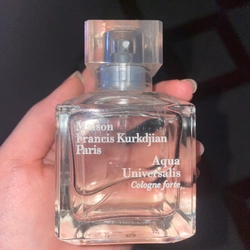 Maison
Francis Kurkdjian
Paris
Aqua
Universalis
Cologne forte